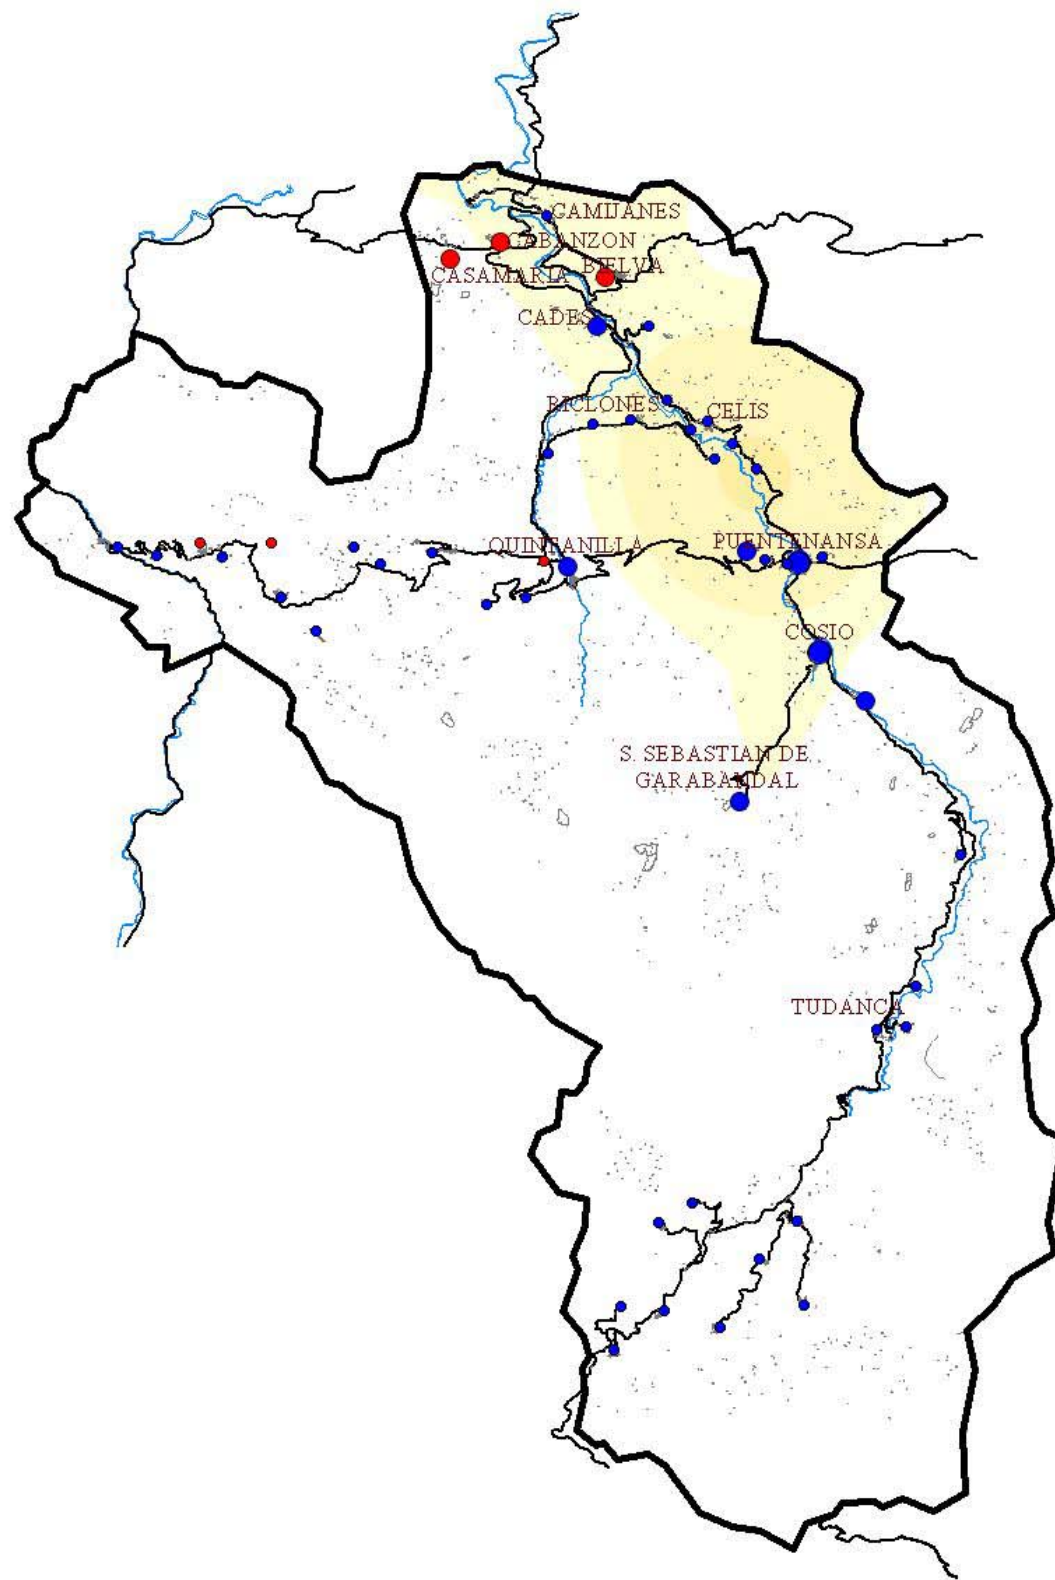 CAMIJANES
CABANZON
BIELVA
CASAMARIA
CADES
RICLONES
CELIS
QUINTANILLA
PUENTENANSA
COSIO
S. SEBASTIAN DE
GARABANDAL
TUDANCA